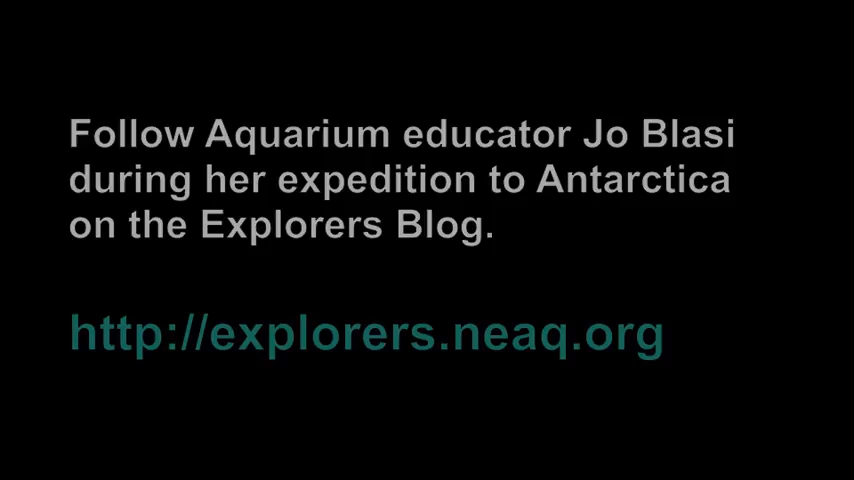 Follow Aquarium educator Jo Blasi
during her expedition to Antarctica
on the Explorers Blog.
http://explorers.neaq.org